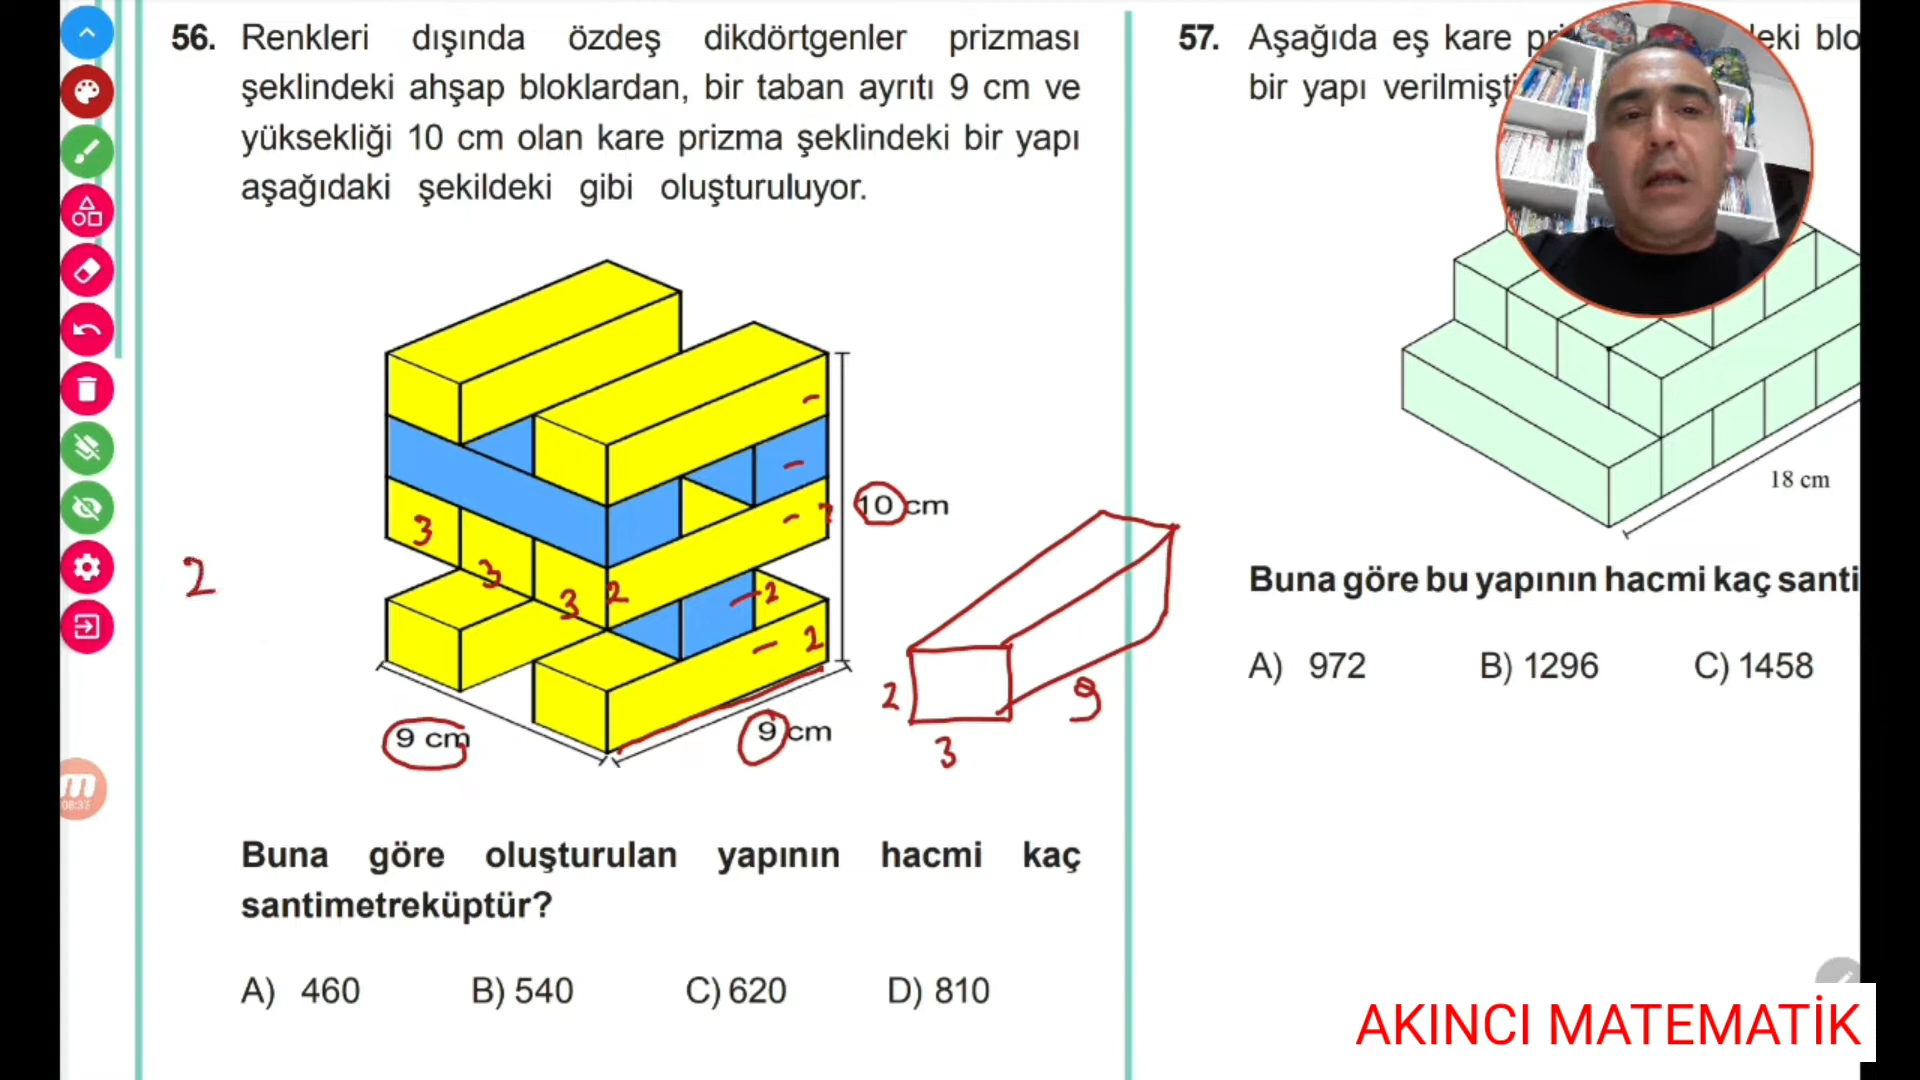 56. Renkleri dışında özdeş dikdörtgenler prizması
şeklindeki ahşap bloklardan, bir taban ayrıtı 9 cm ve
yüksekliği 10 cm olan kare prizma şeklindeki bir yapı
aşağıdaki şekildeki gibi oluşturuluyor.
10 cm
3
3
3
2
2
2
2
9 cm
9 cm
2
3
9
Buna göre oluşturulan yapının hacmi kaç
santimetreküptür?
A) 460 B) 540 C) 620 D) 810
57. Aşağıda eş kare
bir yapı
18 cm
Buna göre bu yapının hacmi kaç
A) 972 B) 1296 C) 1458
m
08:37
AKINCI MATEMATİK